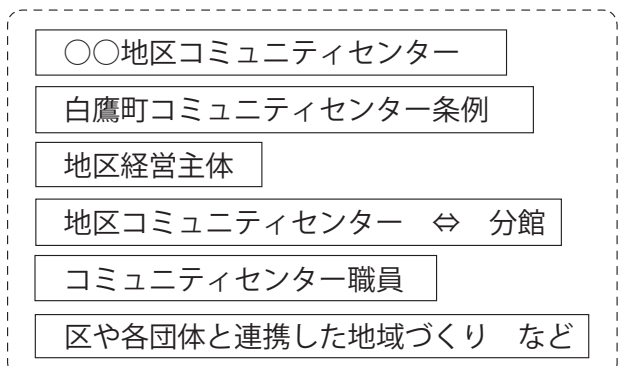 ○○地区コミュニティセンター
白鷹町コミュニティセンター条例
地区経営主体
地区コミュニティセンター　⇔　分館
コミュニティセンター職員
区や各団体と連携した地域づくり　など